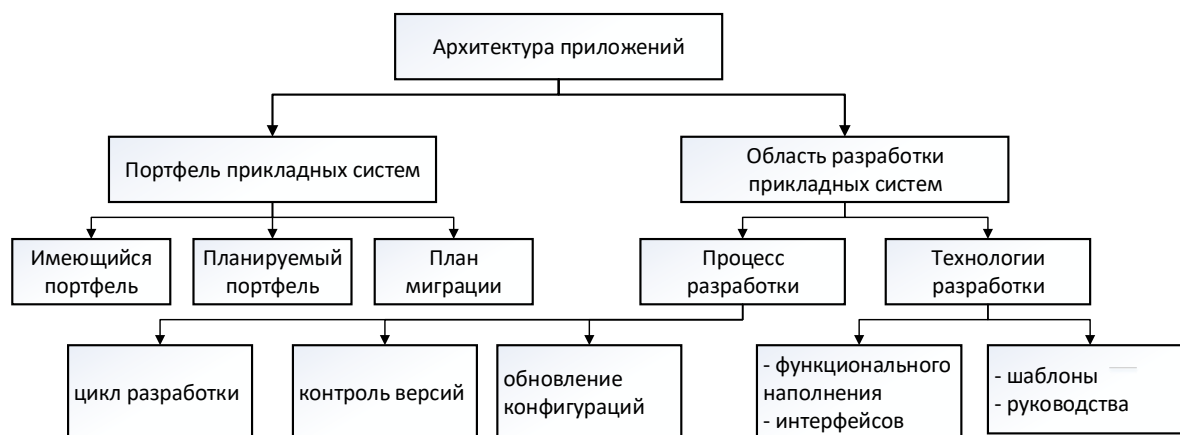 Архитектура приложений
Портфель прикладных систем
Область разработки
прикладных систем
Имеющийся
портфель
Планируемый
портфель
План
миграции
Процесс
разработки
Технологии
разработки
цикл разработки
контроль версий
обновление
конфигураций
- функционального
наполнения
- интерфейсов
- шаблоны
- руководства